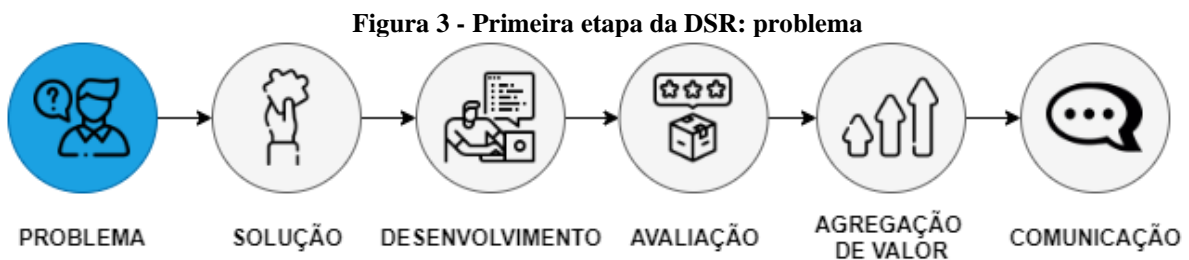 Figura 3 - Primeira etapa da DSR: problema
?
PROBLEMA
SOLUÇÃO
DESENVOLVIMENTO
AVALIAÇÃO
AGREGAÇÃO
DE VALOR
COMUNICAÇÃO